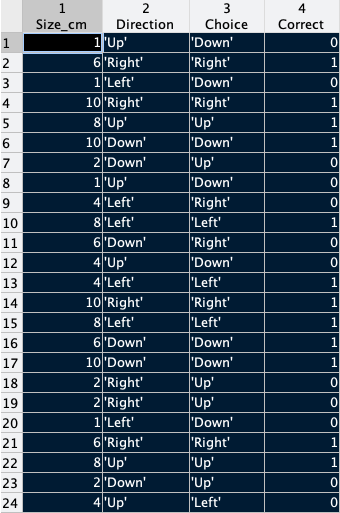 1 2 3 4
Size_cm Direction Choice Correct
1 1 'Up' 'Down' 0
2 6 'Right' 'Right' 1
3 1 'Left' 'Down' 0
4 10 'Right' 'Right' 1
5 8 'Up' 'Up' 1
6 10 'Down' 'Down' 1
7 2 'Down' 'Up' 0
8 1 'Up' 'Down' 0
9 4 'Left' 'Right' 0
10 8 'Left' 'Left' 1
11 6 'Down' 'Right' 0
12 4 'Up' 'Down' 0
13 4 'Left' 'Left' 1
14 10 'Right' 'Right' 1
15 8 'Left' 'Left' 1
16 6 'Down' 'Down' 1
17 10 'Down' 'Down' 1
18 2 'Right' 'Up' 0
19 2 'Right' 'Up' 0
20 1 'Left' 'Down' 0
21 6 'Right' 'Right' 1
22 8 'Up' 'Up' 1
23 2 'Down' 'Up' 0
24 4 'Up' 'Left' 0